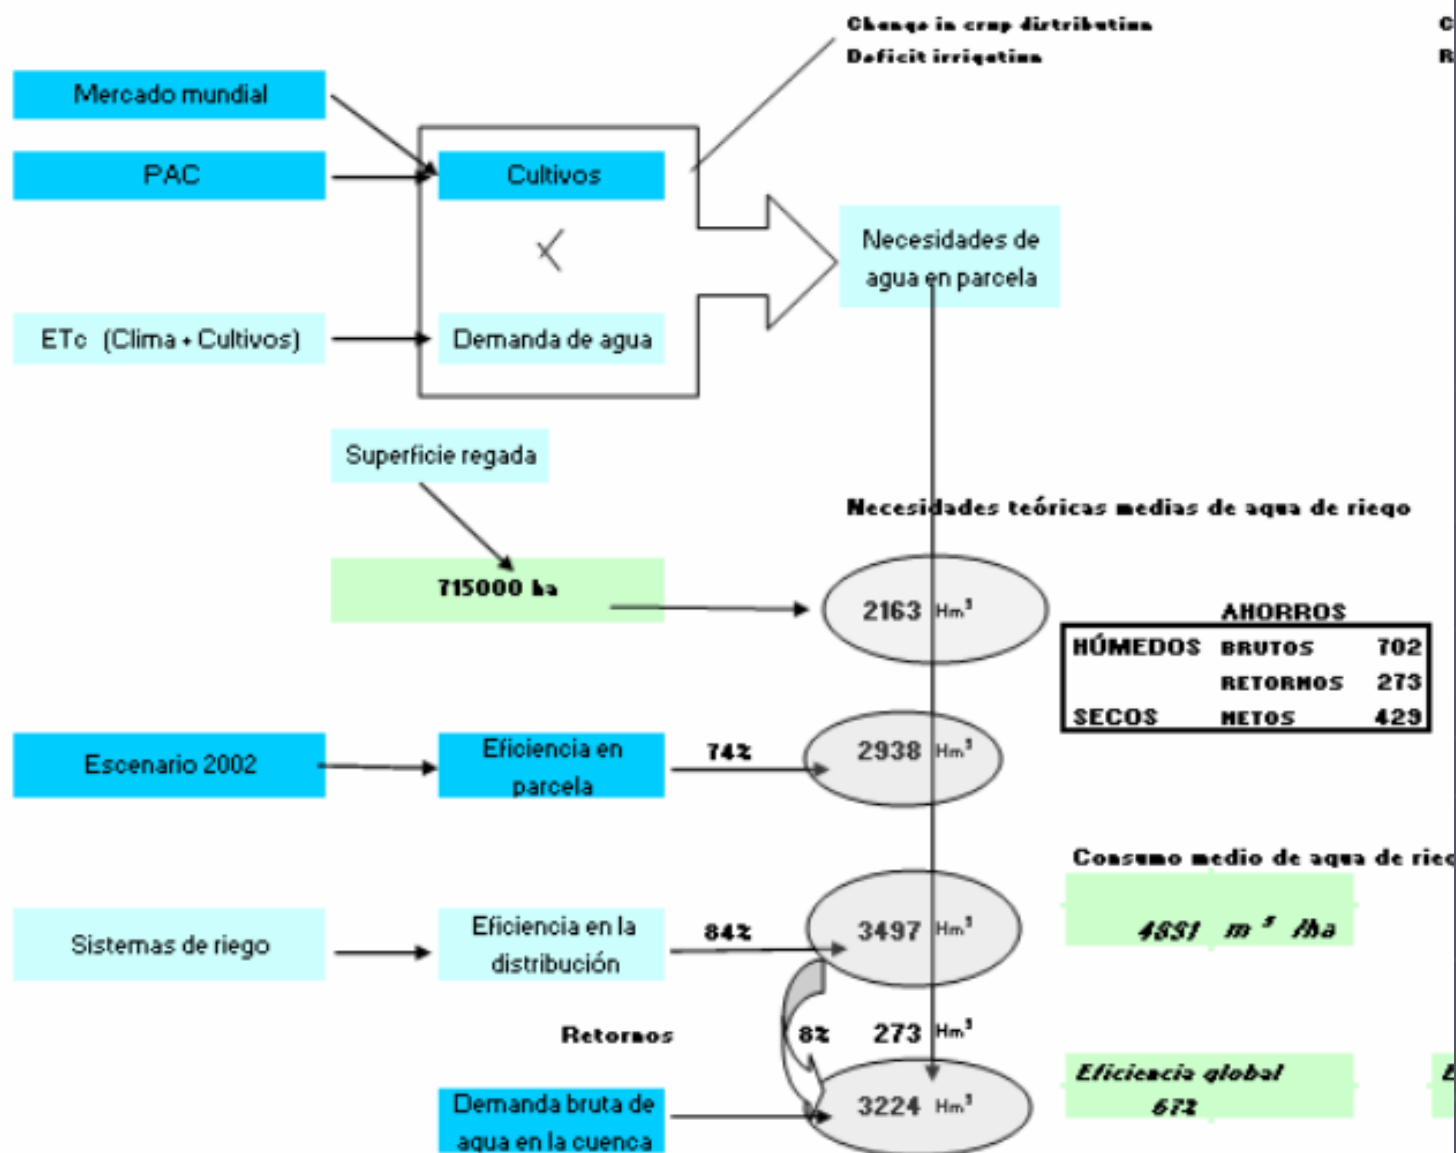 Change in crop dirtribution
Deficit irrigation
C
R
Mercado mundial
PAC
Cultivos
Necesidades de
agua en parcela
ETc (Clima + Cultivos)
Demanda de agua
Superficie regada
Necesidades teóricas medias de agua de riego
715000 ha
2163 Hm³
AHORROS
HÚMEDOS BRUTOS 702
RETORNOS 273
SECOS NETOS 429
Escenario 2002
Eficiencia en
parcela
74%
2938 Hm³
Consumo medio de agua de rieg
Sistemas de riego
Eficiencia en la
distribución
84%
3497 Hm³
4891 m³ /ha
Retornos
8%
273 Hm³
Eficiencia global
67%
E
Demanda bruta de
agua en la cuenca
3224 Hm³